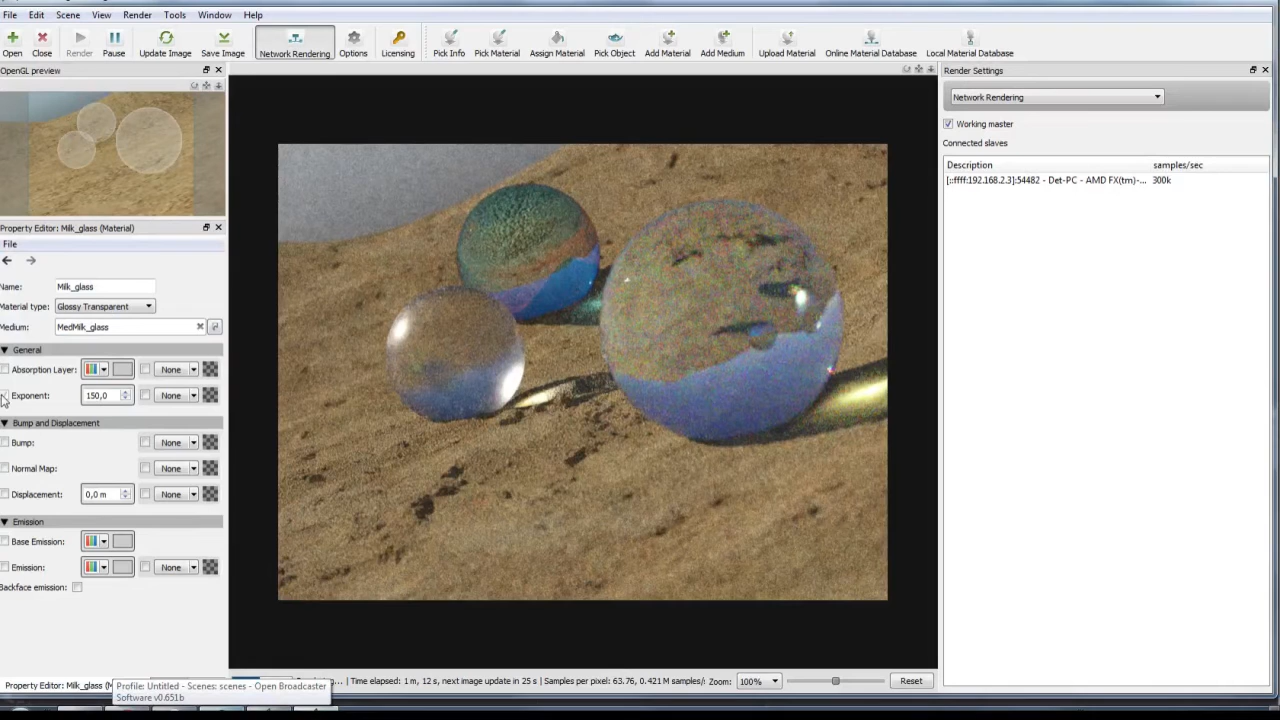 File Edit Scene View Render Tools Window Help
Open Close Render Pause Update Image Save Image Network Rendering Options Licensing Pick Info Pick Material Assign Material Pick Object Add Material Add Medium Upload Material Online Material Database Local Material Database
OpenGL preview
Property Editor: Milk_glass (Material)
File
Name: Milk_glass
Material type: Glossy Transparent
Medium: MedMilk_glass
General
Absorption Layer: None
Exponent: 150,0 None
Bump and Displacement
Bump: None
Normal Map: None
Displacement: 0,0 m None
Emission
Base Emission:
Emission: None
Backface emission:
Render Settings
Network Rendering
Working master
Connected slaves
Description samples/sec
[::ffff:192.168.2.3]:54482 - Det-PC - AMD FX(tm)-... 300k
Property Editor: Milk_glass (M
Profile: Untitled - Scenes: scenes - Open Broadcaster
Software v0.651b
... | Time elapsed: 1 m, 12 s, next image update in 25 s | Samples per pixel: 63.76, 0.421 M samples/ Zoom: 100% Reset